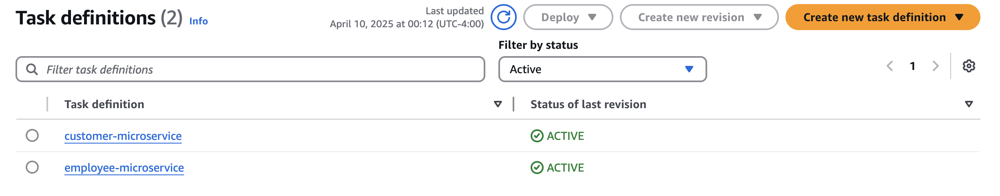 Task definitions (2) Info
Last updated
April 10, 2025 at 00:12 (UTC-4:00)
Deploy
Create new revision
Create new task definition
Filter by status
Filter task definitions
Active
1
Task definition
Status of last revision
customer-microservice
ACTIVE
employee-microservice
ACTIVE